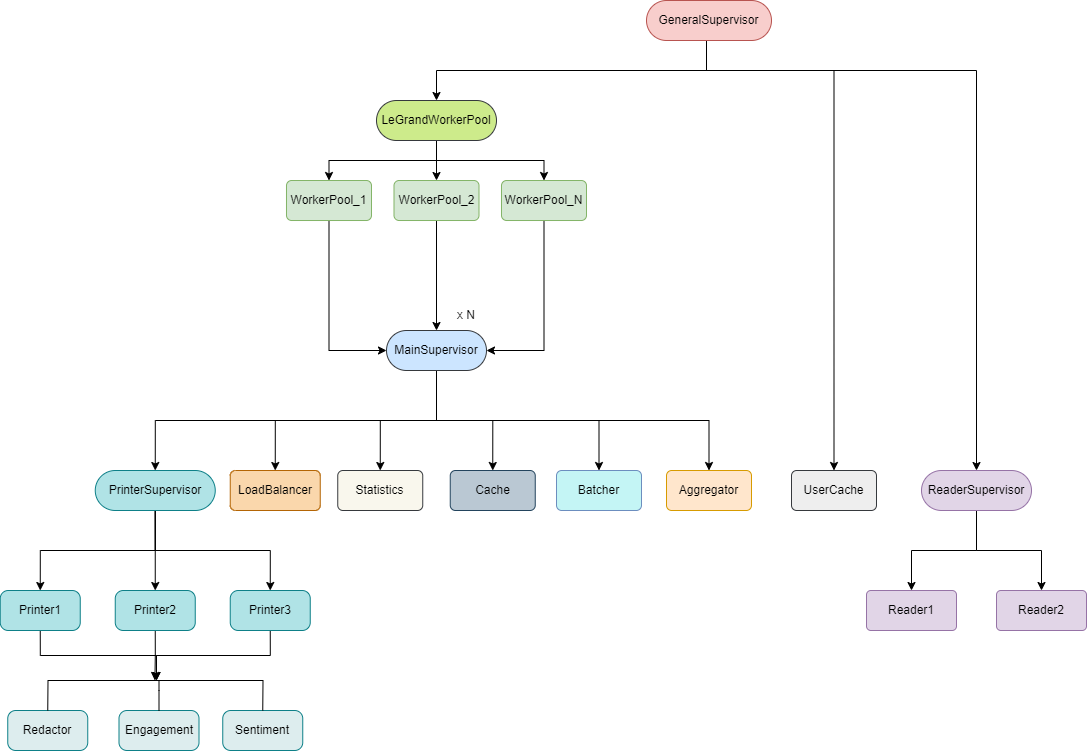 GeneralSupervisor
LeGrandWorkerPool
WorkerPool_1
WorkerPool_2
WorkerPool_N
x N
MainSupervisor
PrinterSupervisor
LoadBalancer
Statistics
Cache
Batcher
Aggregator
UserCache
ReaderSupervisor
Printer1
Printer2
Printer3
Reader1
Reader2
Redactor
Engagement
Sentiment